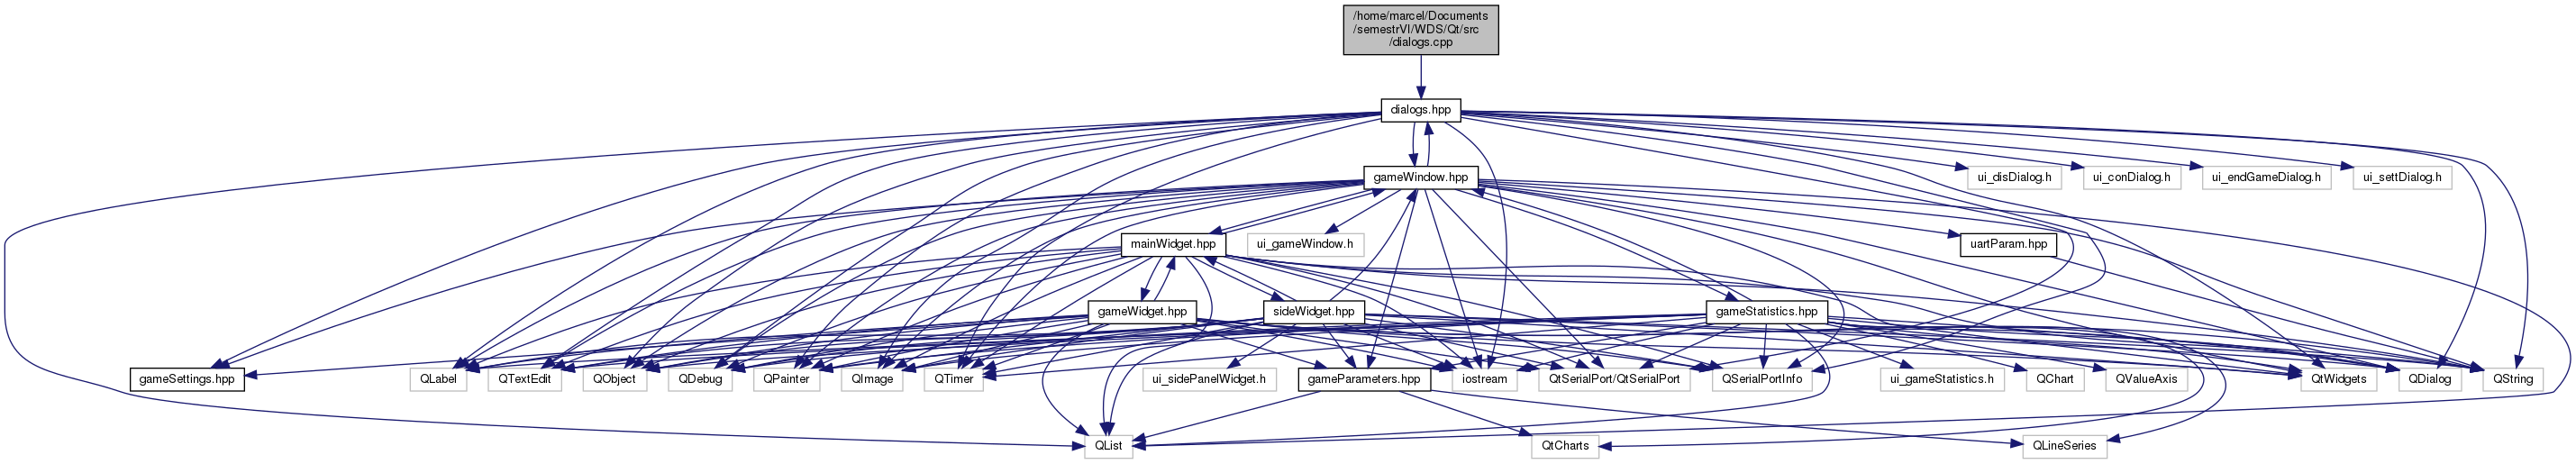 /home/marcel/Documents
/semestrVI/WDS/Qt/src
/dialogs.cpp
dialogs.hpp
gameWindow.hpp
ui_disDialog.h
ui_conDialog.h
ui_endGameDialog.h
ui_settDialog.h
mainWidget.hpp
ui_gameWindow.h
uartParam.hpp
gameWidget.hpp
sideWidget.hpp
gameStatistics.hpp
gameSettings.hpp
QLabel
QTextEdit
QObject
QDebug
QPainter
QImage
QTimer
ui_sidePanelWidget.h
gameParameters.hpp
iostream
QtSerialPort/QtSerialPort
QSerialPortInfo
ui_gameStatistics.h
QChart
QValueAxis
QtWidgets
QDialog
QString
QList
QtCharts
QLineSeries